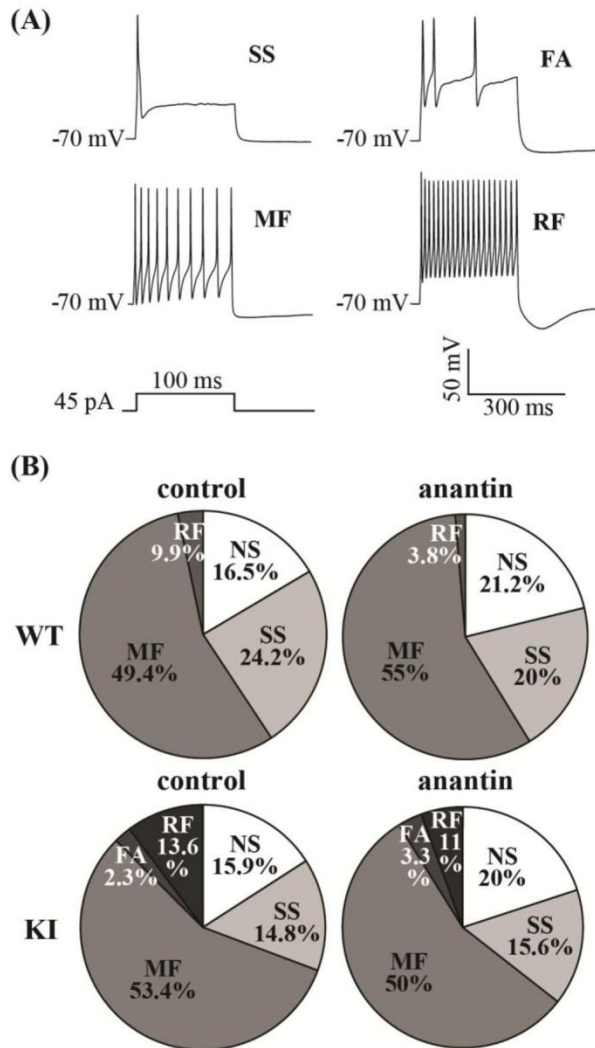 (A)
SS
FA
-70 mV
-70 mV
MF
RF
-70 mV
-70 mV
100 ms
45 pA
50 mV
300 ms
(B)
control
anantin
WT
RF
9.9%
NS
16.5%
MF
49.4%
SS
24.2%
RF
3.8%
NS
21.2%
MF
55%
SS
20%
control
anantin
KI
RF
13.6
%
FA
2.3%
NS
15.9%
SS
14.8%
MF
53.4%
RF
11
%
FA
3.3
%
NS
20%
SS
15.6%
MF
50%